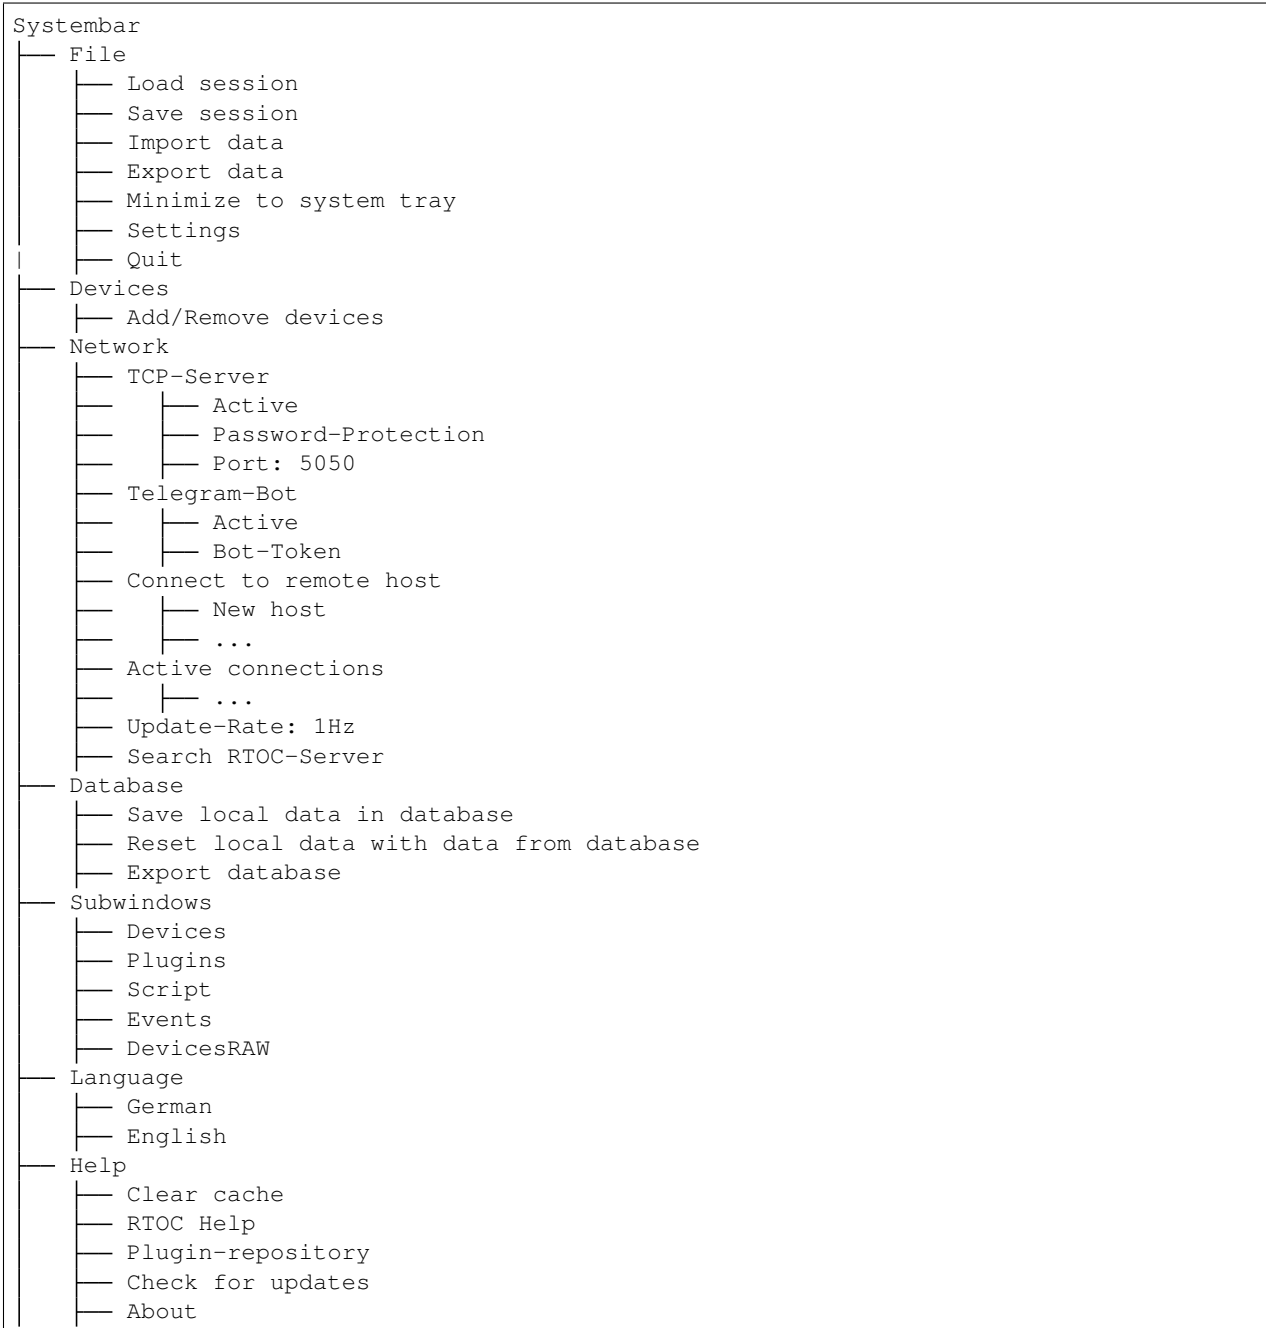 Systembar
├── File
│   ├── Load session
│   ├── Save session
│   ├── Import data
│   ├── Export data
│   ├── Minimize to system tray
│   ├── Settings
|   ├── Quit
├── Devices
│   ├── Add/Remove devices
├── Network
│   ├── TCP-Server
│   ├──   ├── Active
│   ├──   ├── Password-Protection
│   ├──   ├── Port: 5050
│   ├── Telegram-Bot
│   ├──   ├── Active
│   ├──   ├── Bot-Token
│   ├── Connect to remote host
│   ├──   ├── New host
│   ├──   ├── ...
│   ├── Active connections
│   ├──   ├── ...
│   ├── Update-Rate: 1Hz
│   ├── Search RTOC-Server
├── Database
│   ├── Save local data in database
│   ├── Reset local data with data from database
│   ├── Export database
├── Subwindows
│   ├── Devices
│   ├── Plugins
│   ├── Script
│   ├── Events
│   ├── DevicesRAW
├── Language
│   ├── German
│   ├── English
├── Help
│   ├── Clear cache
│   ├── RTOC Help
│   ├── Plugin-repository
│   ├── Check for updates
│   ├── About